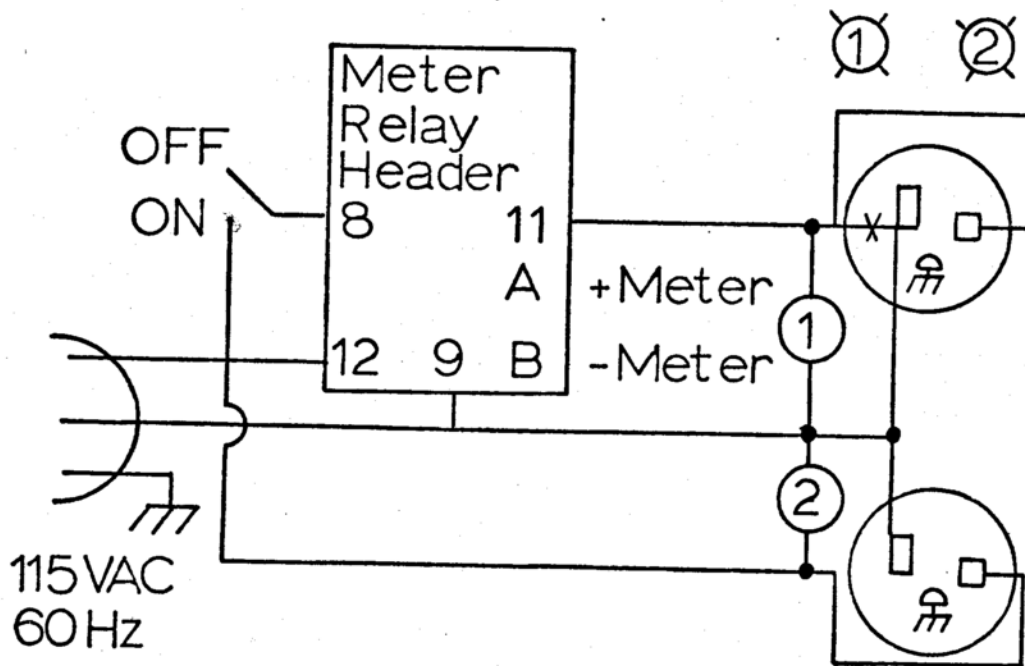 1 2
Meter
Relay
Header
OFF
ON
8 11
A +Meter
1
12 9 B -Meter
2
115VAC
60Hz